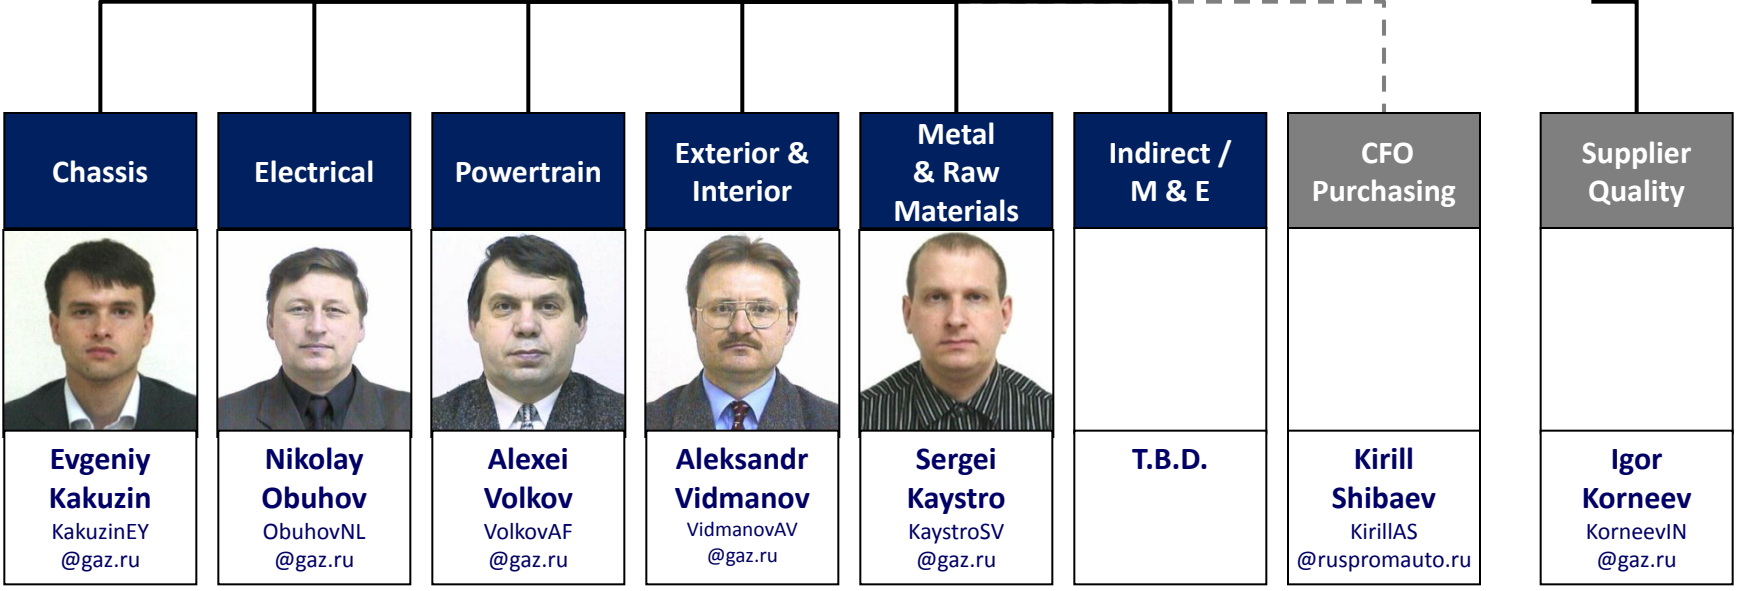 Chassis
Electrical
Powertrain
Exterior &
Interior
Metal
& Raw
Materials
Indirect /
M & E
CFO
Purchasing
Supplier
Quality
Evgeniy
Kakuzin
KakuzinEY
@gaz.ru
Nikolay
Obuhov
ObuhovNL
@gaz.ru
Alexei
Volkov
VolkovAF
@gaz.ru
Aleksandr
Vidmanov
VidmanovAV
@gaz.ru
Sergei
Kaystro
KaystroSV
@gaz.ru
T.B.D.
Kirill
Shibaev
KirillAS
@ruspromauto.ru
Igor
Korneev
KorneevIN
@gaz.ru